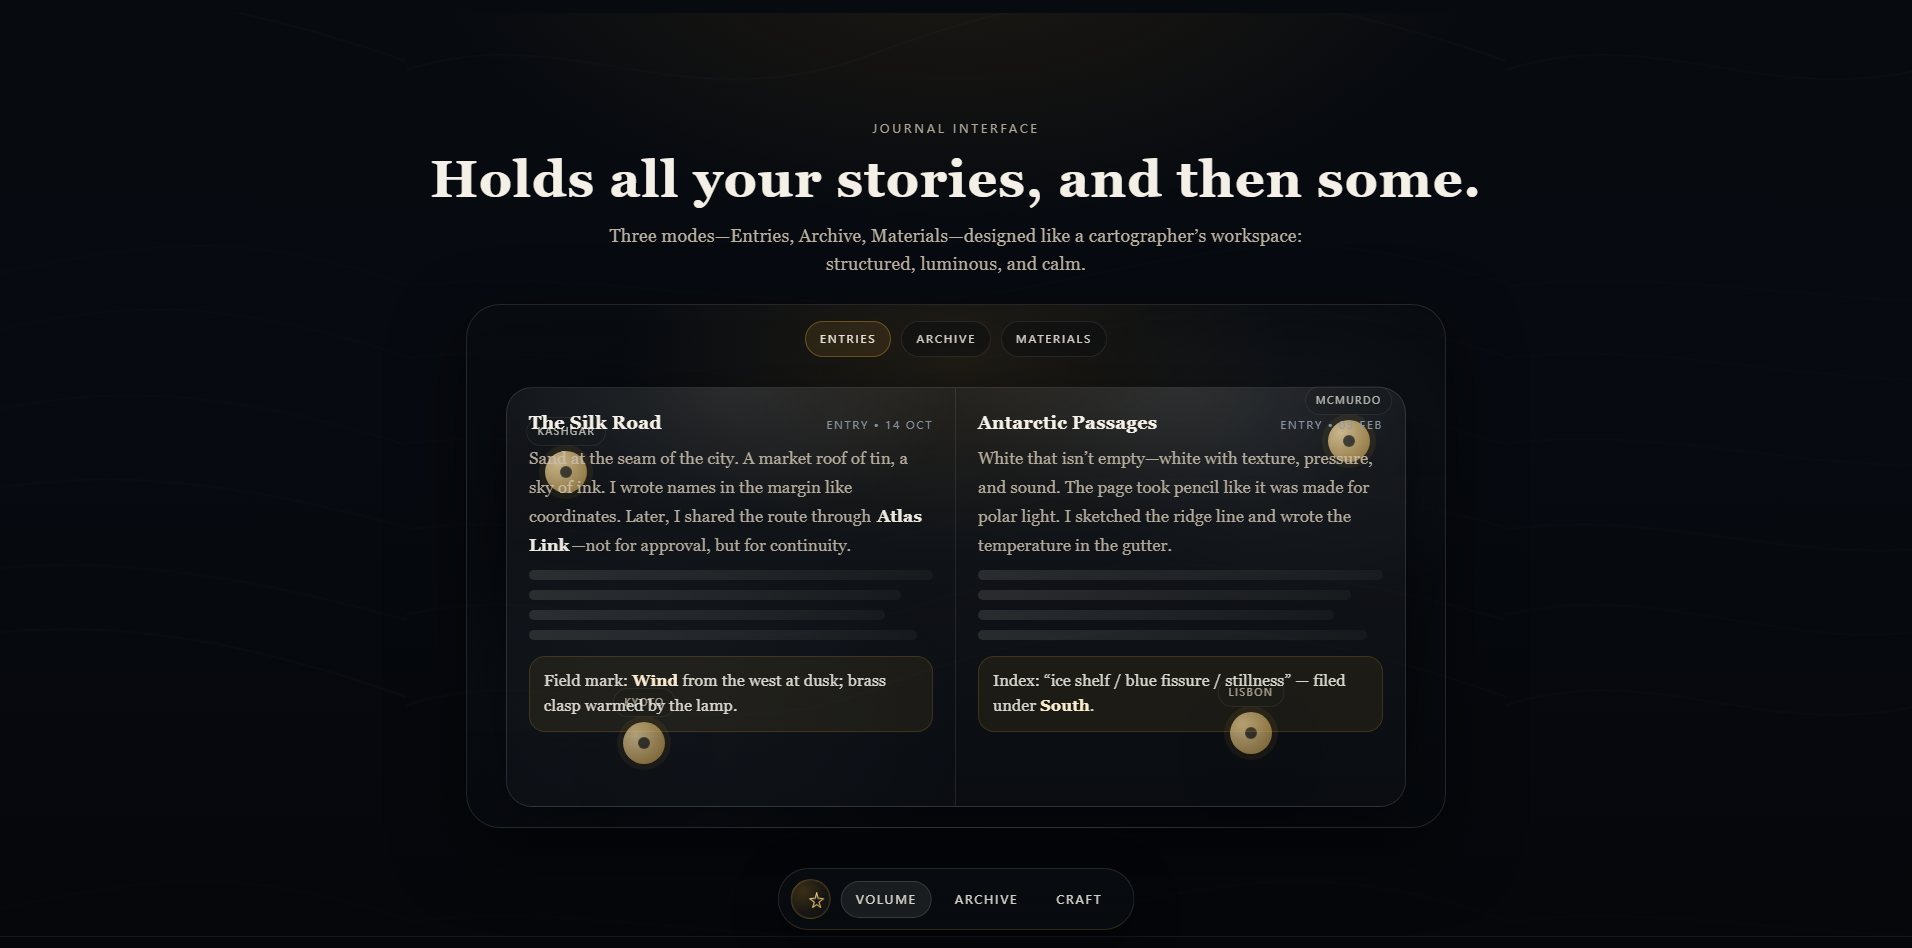 JOURNAL INTERFACE
Holds all your stories, and then some.
Three modes—Entries, Archive, Materials—designed like a cartographer’s workspace:
structured, luminous, and calm.
ENTRIES
ARCHIVE
MATERIALS
The Silk Road
ENTRY • 14 OCT
KASHGAR
Sand at the seam of the city. A market roof of tin, a
sky of ink. I wrote names in the margin like
coordinates. Later, I shared the route through Atlas
Link—not for approval, but for continuity.
Field mark: Wind from the west at dusk; brass
clasp warmed by the lamp.
KYOTO
MCMURDO
Antarctic Passages
ENTRY • FEB
White that isn’t empty—white with texture, pressure,
and sound. The page took pencil like it was made for
polar light. I sketched the ridge line and wrote the
temperature in the gutter.
Index: “ice shelf / blue fissure / stillness” — filed
under South.
LISBON
VOLUME
ARCHIVE
CRAFT